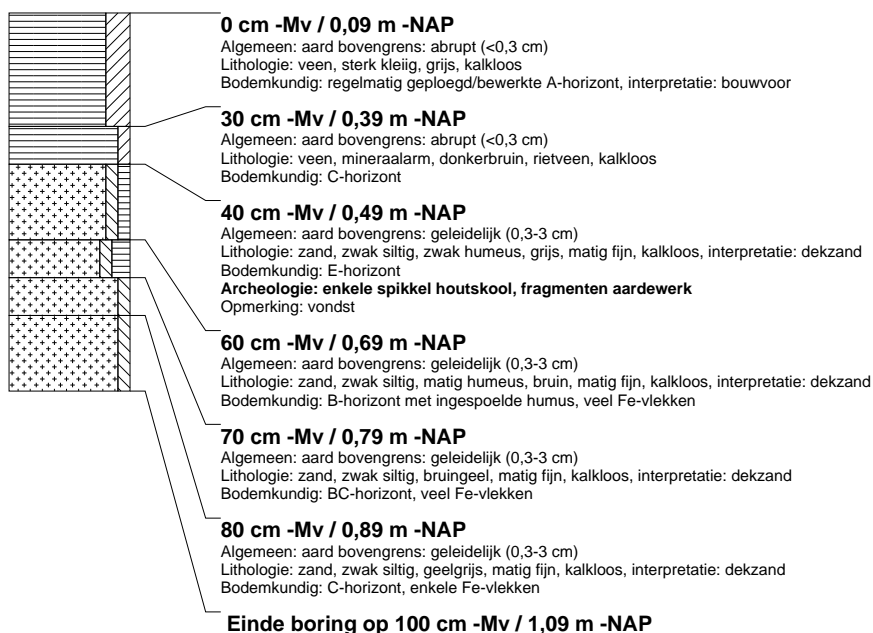 0 cm -Mv / 0,09 m -NAP
Algemeen: aard bovengrens: abrupt (<0,3 cm)
Lithologie: veen, sterk kleiig, grijs, kalkloos
Bodemkundig: regelmatig geploegd/bewerkte A-horizont, interpretatie: bouwvoor
30 cm -Mv / 0,39 m -NAP
Algemeen: aard bovengrens: abrupt (<0,3 cm)
Lithologie: veen, mineraalarm, donkerbruin, rietveen, kalkloos
Bodemkundig: C-horizont
40 cm -Mv / 0,49 m -NAP
Algemeen: aard bovengrens: geleidelijk (0,3-3 cm)
Lithologie: zand, zwak siltig, zwak humeus, grijs, matig fijn, kalkloos, interpretatie: dekzand
Bodemkundig: E-horizont
Archeologie: enkele spikkel houtskool, fragmenten aardewerk
Opmerking: vondst
60 cm -Mv / 0,69 m -NAP
Algemeen: aard bovengrens: geleidelijk (0,3-3 cm)
Lithologie: zand, zwak siltig, matig humeus, bruin, matig fijn, kalkloos, interpretatie: dekzand
Bodemkundig: B-horizont met ingespoelde humus, veel Fe-vlekken
70 cm -Mv / 0,79 m -NAP
Algemeen: aard bovengrens: geleidelijk (0,3-3 cm)
Lithologie: zand, zwak siltig, bruingeel, matig fijn, kalkloos, interpretatie: dekzand
Bodemkundig: BC-horizont, veel Fe-vlekken
80 cm -Mv / 0,89 m -NAP
Algemeen: aard bovengrens: geleidelijk (0,3-3 cm)
Lithologie: zand, zwak siltig, geelgrijs, matig fijn, kalkloos, interpretatie: dekzand
Bodemkundig: C-horizont, enkele Fe-vlekken
Einde boring op 100 cm -Mv / 1,09 m -NAP